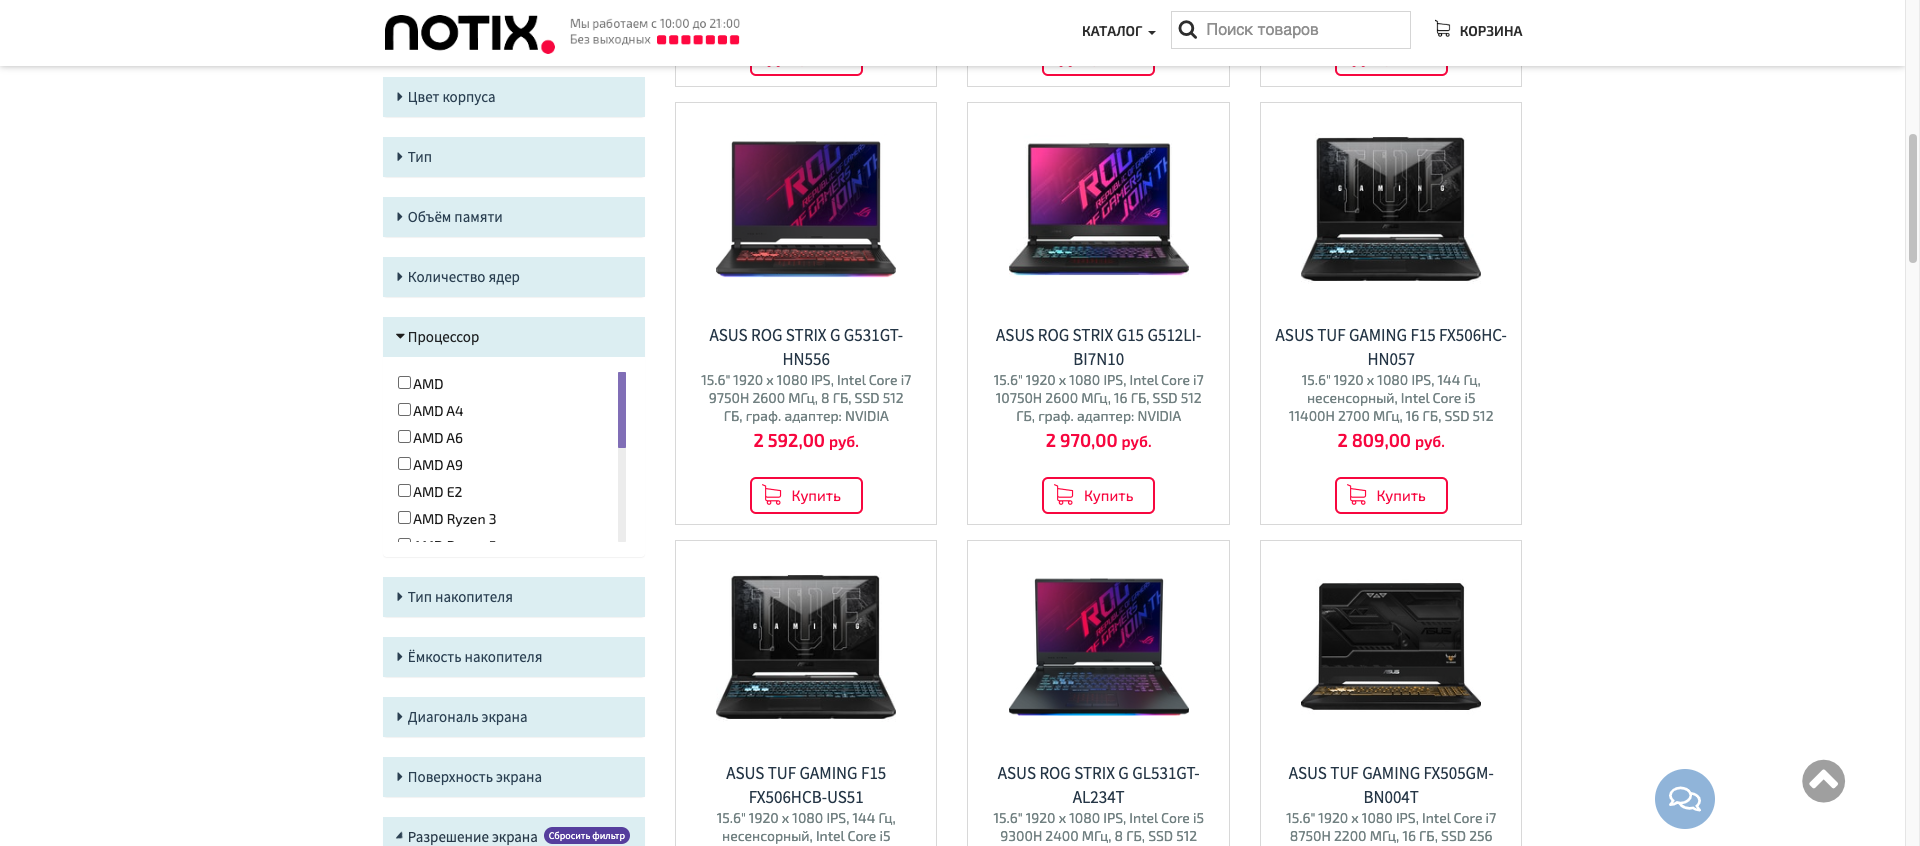 NOTIX.
Мы работаем с 10:00 до 21:00
Без выходных
КАТАЛОГ
Поиск товаров
КОРЗИНА
Цвет корпуса
Тип
Объём памяти
Количество ядер
Процессор
AMD
AMD A4
AMD A6
AMD A9
AMD E2
AMD Ryzen 3
Тип накопителя
Ёмкость накопителя
Диагональ экрана
Поверхность экрана
Разрешение экрана Сбросить фильтр
ASUS ROG STRIX G G531GT-
HN556
15.6" 1920 x 1080 IPS, Intel Core i7
9750H 2600 МГц, 8 ГБ, SSD 512
ГБ, граф. адаптер: NVIDIA
2 592,00 руб.
Купить
ASUS ROG STRIX G15 G512LI-
BI7N10
15.6" 1920 x 1080 IPS, Intel Core i7
10750H 2600 МГц, 16 ГБ, SSD 512
ГБ, граф. адаптер: NVIDIA
2 970,00 руб.
Купить
TUF
GAMING
ASUS TUF GAMING F15 FX506HC-
HN057
15.6" 1920 x 1080 IPS, 144 Гц,
несенсорный, Intel Core i5
11400H 2700 МГц, 16 ГБ, SSD 512
2 809,00 руб.
Купить
TUF
GAMING
ASUS TUF GAMING F15
FX506HCB-US51
15.6" 1920 x 1080 IPS, 144 Гц,
несенсорный, Intel Core i5
ASUS ROG STRIX G GL531GT-
AL234T
15.6" 1920 x 1080 IPS, Intel Core i5
9300H 2400 МГц, 8 ГБ, SSD 512
ASUS TUF GAMING FX505GM-
BN004T
15.6" 1920 x 1080 IPS, Intel Core i7
8750H 2200 МГц, 16 ГБ, SSD 256